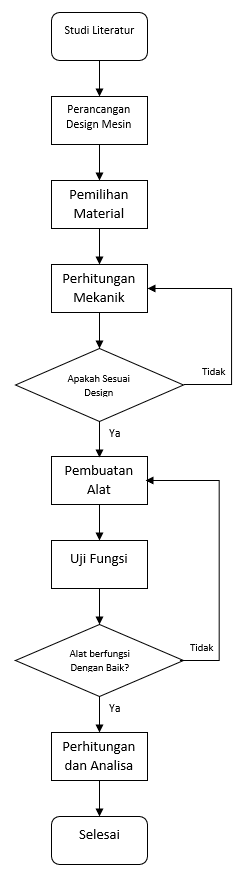 Studi Literatur
Perancangan
Design Mesin
Pemilihan
Material
Perhitungan
Mekanik
Tidak
Apakah Sesuai
Design
Ya
Pembuatan
Alat
Uji Fungsi
Tidak
Alat berfungsi
Dengan Baik?
Ya
Perhitungan
dan Analisa
Selesai